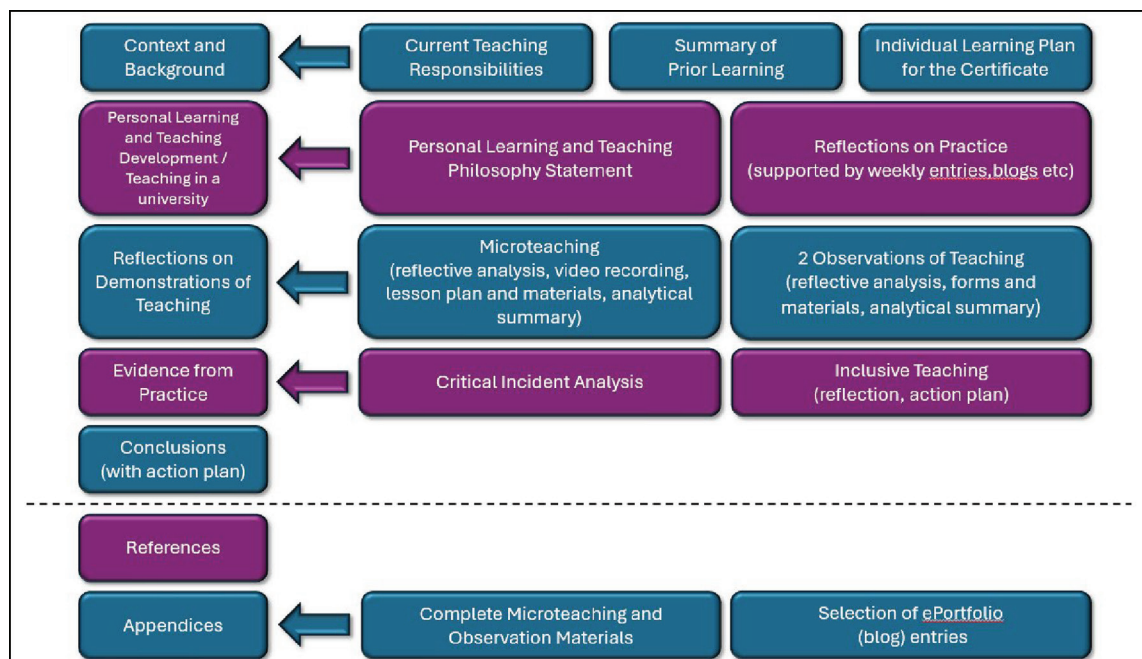 Context and
Background
Current Teaching
Responsibilities
Summary of
Prior Learning
Individual Learning Plan
for the Certificate
Personal Learning
and Teaching
Development /
Teaching in a
university
Personal Learning and Teaching
Philosophy Statement
Reflections on Practice
(supported by weekly entries,blogs etc)
Reflections on
Demonstrations of
Teaching
Microteaching
(reflective analysis, video recording,
lesson plan and materials, analytical
summary)
2 Observations of Teaching
(reflective analysis, forms and
materials, analytical summary)
Evidence from
Practice
Critical Incident Analysis
Inclusive Teaching
(reflection, action plan)
Conclusions
(with action plan)
References
Appendices
Complete Microteaching and
Observation Materials
Selection of ePortfolio
(blog) entries